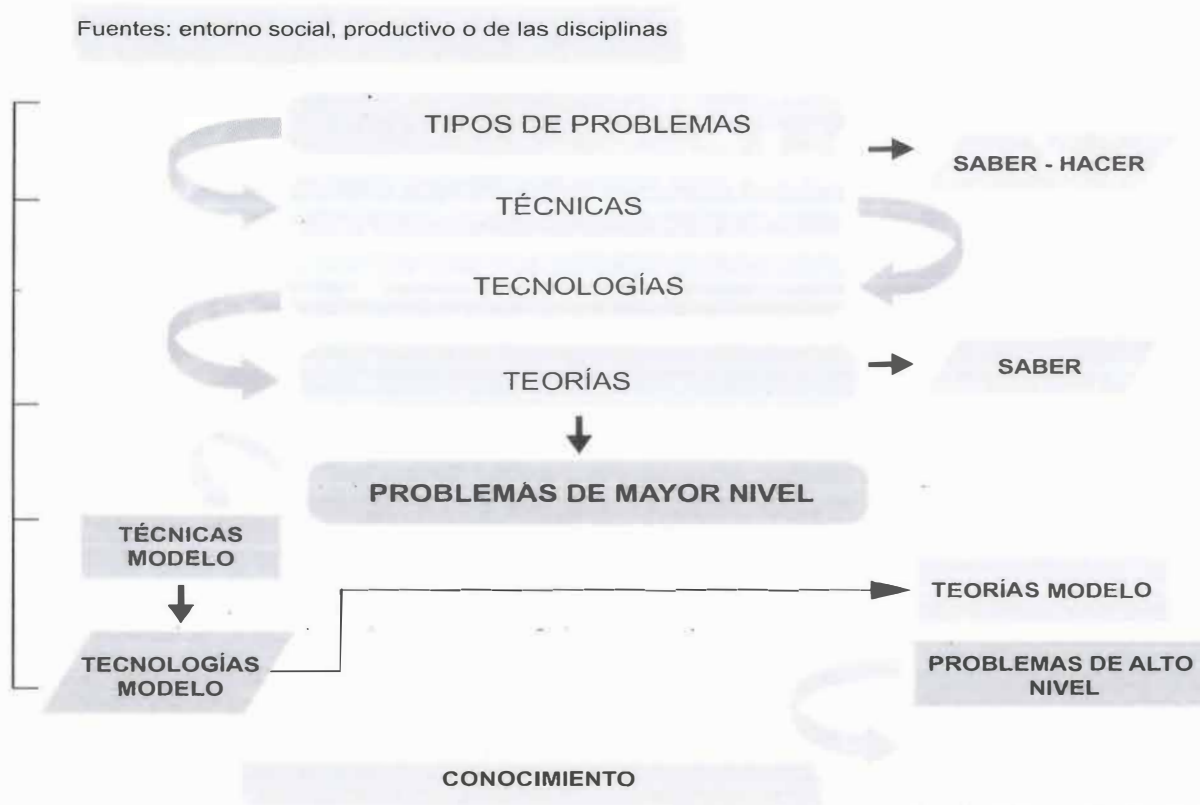 Fuentes: entorno social, productivo o de las disciplinas
TIPOS DE PROBLEMAS
SABER - HACER
TÉCNICAS
TECNOLOGÍAS
TEORÍAS
SABER
PROBLEMAS DE MAYOR NIVEL
TÉCNICAS
MODELO
TEORÍAS MODELO
TECNOLOGÍAS
MODELO
PROBLEMAS DE ALTO
NIVEL
CONOCIMIENTO